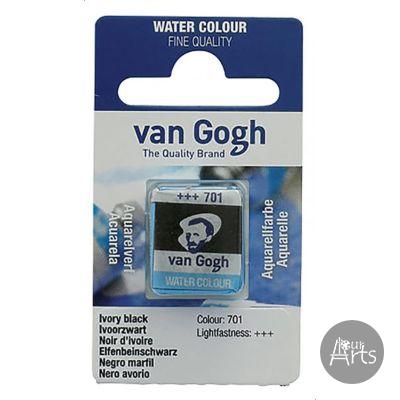 WATER COLOUR
FINE QUALITY
van Gogh
The Quality Brand
+++ 701
van Gogh
WATER COLOUR
Aquarelverf
Acuarela
Aquarellfarbe
Aquarelle
Ivory black
Ivoorzwart
Noir d'ivoire
Elfenbeinschwarz
Negro marfil
Nero avorio
Colour: 701
Lightfastness: +++
Your
Arts